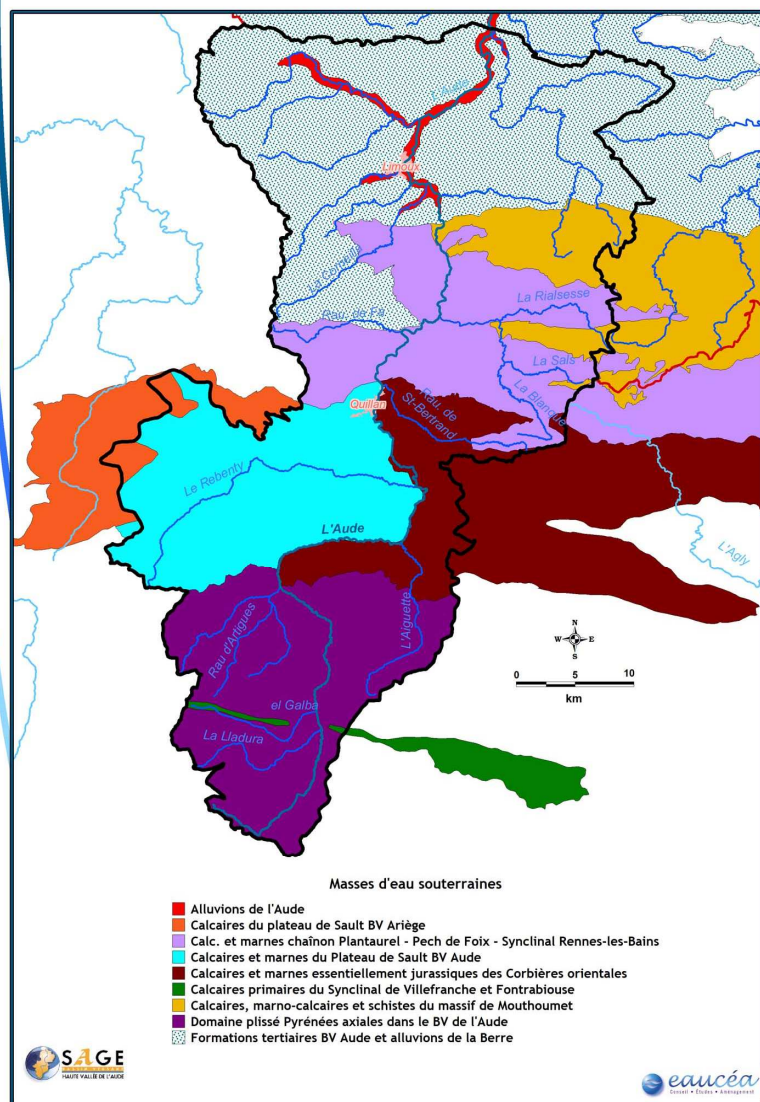 L'Aude
Limoux
La Corneilla
La Rialsesse
Rau. de Fa
La Sals
Rau. de
St-Bertrand
La Blanque
Quillan
Le Rebenty
L'Aude
L'Agly
L'Aiguette
Rau d'Artigues
N
W E
S
0 5 10
km
el Galba
La Lladura
Masses d'eau souterraines
Alluvions de l'Aude
Calcaires du plateau de Sault BV Ariège
Calc. et marnes chaînon Plantaurel - Pech de Foix - Synclinal Rennes-les-Bains
Calcaires et marnes du Plateau de Sault BV Aude
Calcaires et marnes essentiellement jurassiques des Corbières orientales
Calcaires primaires du Synclinal de Villefranche et Fontrabiouse
Calcaires, marno-calcaires et schistes du massif de Mouthoumet
Domaine plissé Pyrénées axiales dans le BV de l'Aude
Formations tertiaires BV Aude et alluvions de la Berre
SAGE
HAUTE VALLÉE DE L'AUDE
eaucéa
Conseil • Études • Aménagement